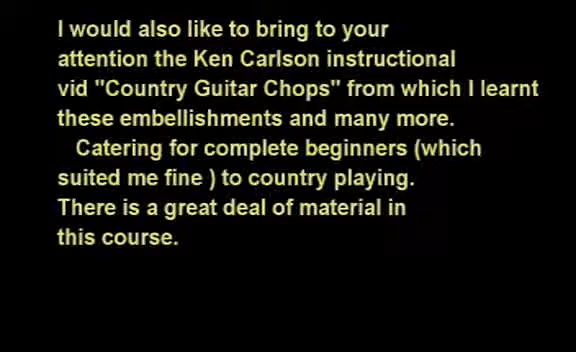 I would also like to bring to your
attention the Ken Carlson instructional
vid "Country Guitar Chops" from which I learnt
these embellishments and many more.
Catering for complete beginners (which
suited me fine ) to country playing.
There is a great deal of material in
this course.